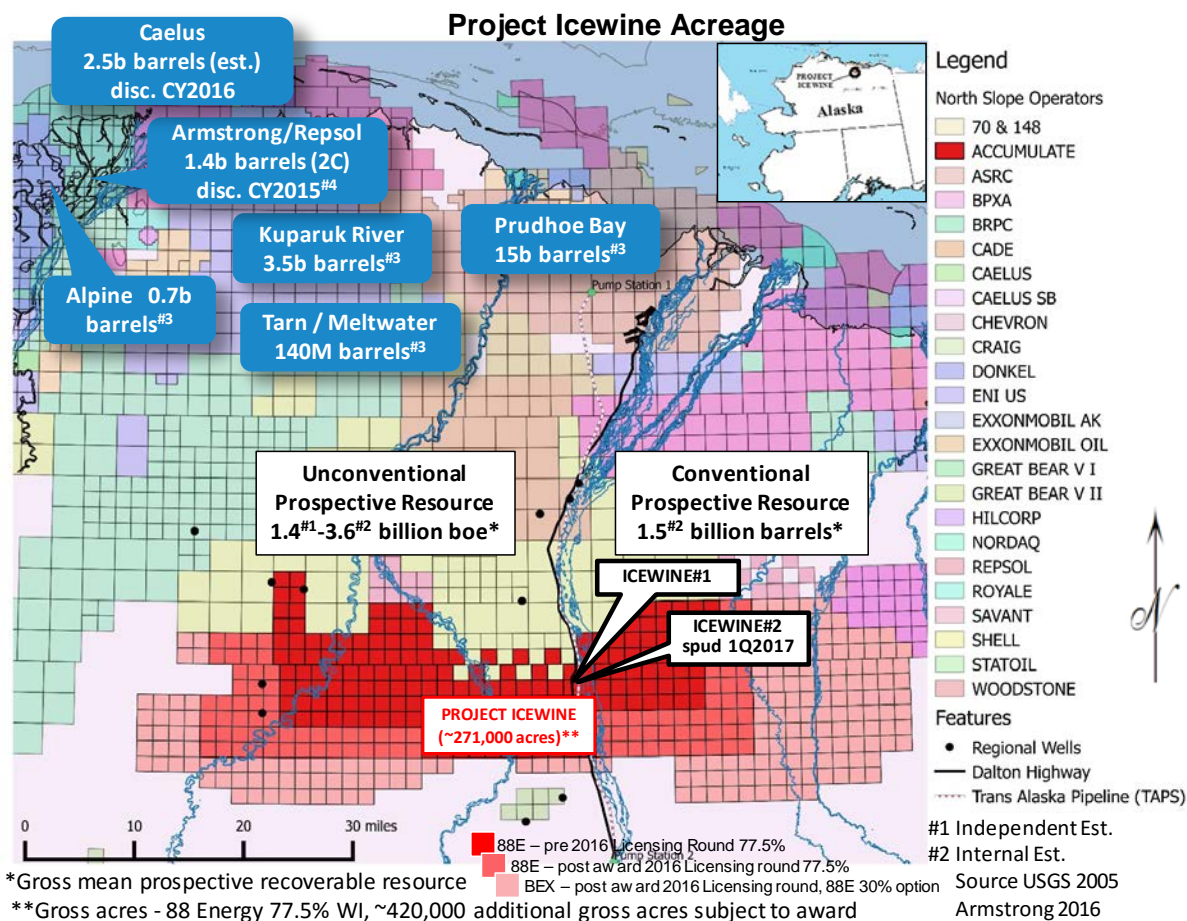 Project Icewine Acreage
Caelus
2.5b barrels (est.)
disc. CY2016
Armstrong/Repsol
1.4b barrels (2C)
disc. CY2015#4
Kuparuk River
3.5b barrels#3
Prudhoe Bay
15b barrels#3
Alpine 0.7b
barrels#3
Tarn / Meltwater
140M barrels#3
Pump Station 1
PROJECT
ICEWINE
Alaska
Unconventional
Prospective Resource
1.4#1-3.6#2 billion boe*
Conventional
Prospective Resource
1.5#2 billion barrels*
ICEWINE#1
ICEWINE#2
spud 1Q2017
PROJECT ICEWINE
(~271,000 acres)**
Legend
North Slope Operators
70 & 148
ACCUMULATE
ASRC
BPXA
BRPC
CADE
CAELUS
CAELUS SB
CHEVRON
CRAIG
DONKEL
ENI US
EXXONMOBIL AK
EXXONMOBIL OIL
GREAT BEAR V I
GREAT BEAR V II
HILCORP
NORDAQ
REPSOL
ROYALE
SAVANT
SHELL
STATOIL
WOODSTONE
Features
Regional Wells
Dalton Highway
Trans Alaska Pipeline (TAPS)
N
0 10 20 30 miles
88E – pre 2016 Licensing Round 77.5%
Pump Station 2
88E – post award 2016 Licensing round 77.5%
BEX – post award 2016 Licensing round, 88E 30% option
*Gross mean prospective recoverable resource
**Gross acres - 88 Energy 77.5% WI, ~420,000 additional gross acres subject to award
#1 Independent Est.
#2 Internal Est.
Source USGS 2005
Armstrong 2016